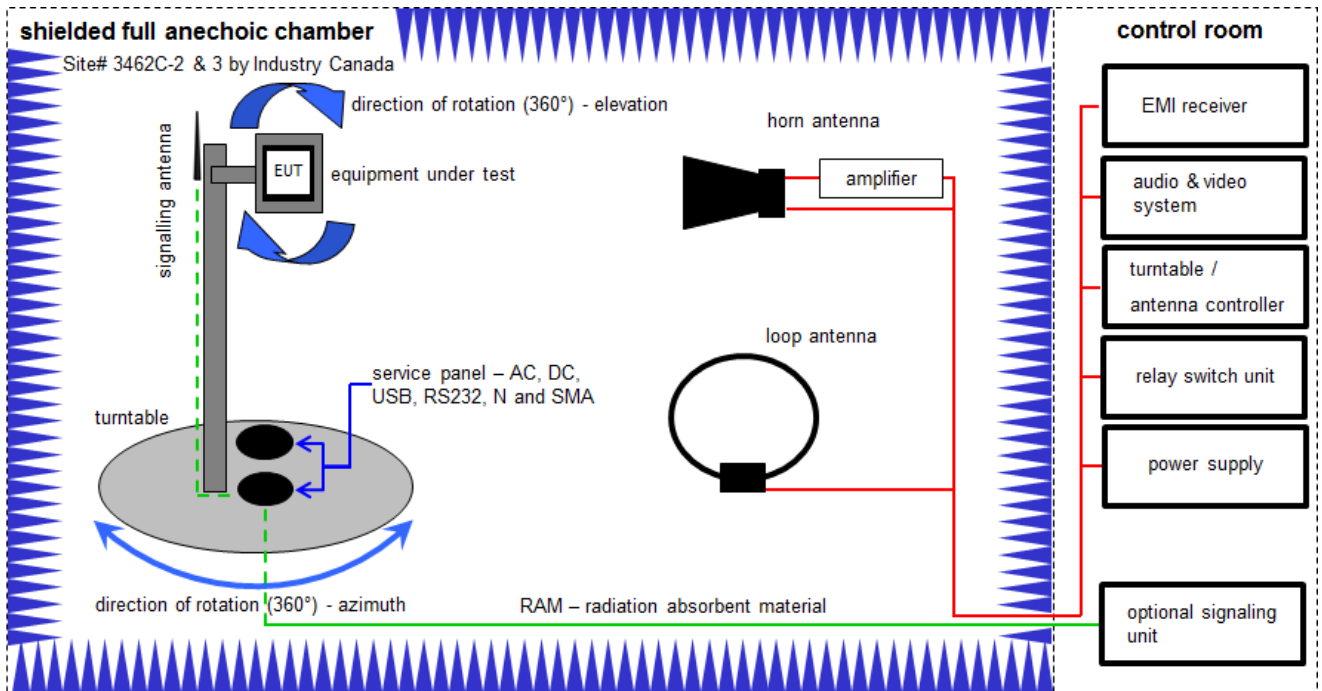 shielded full anechoic chamber
Site# 3462C-2 & 3 by Industry Canada
direction of rotation (360°) - elevation
signalling antenna
EUT
equipment under test
horn antenna
amplifier
loop antenna
service panel – AC, DC,
USB, RS232, N and SMA
turntable
direction of rotation (360°) - azimuth
RAM – radiation absorbent material
control room
EMI receiver
audio & video
system
turntable /
antenna controller
relay switch unit
power supply
optional signaling
unit